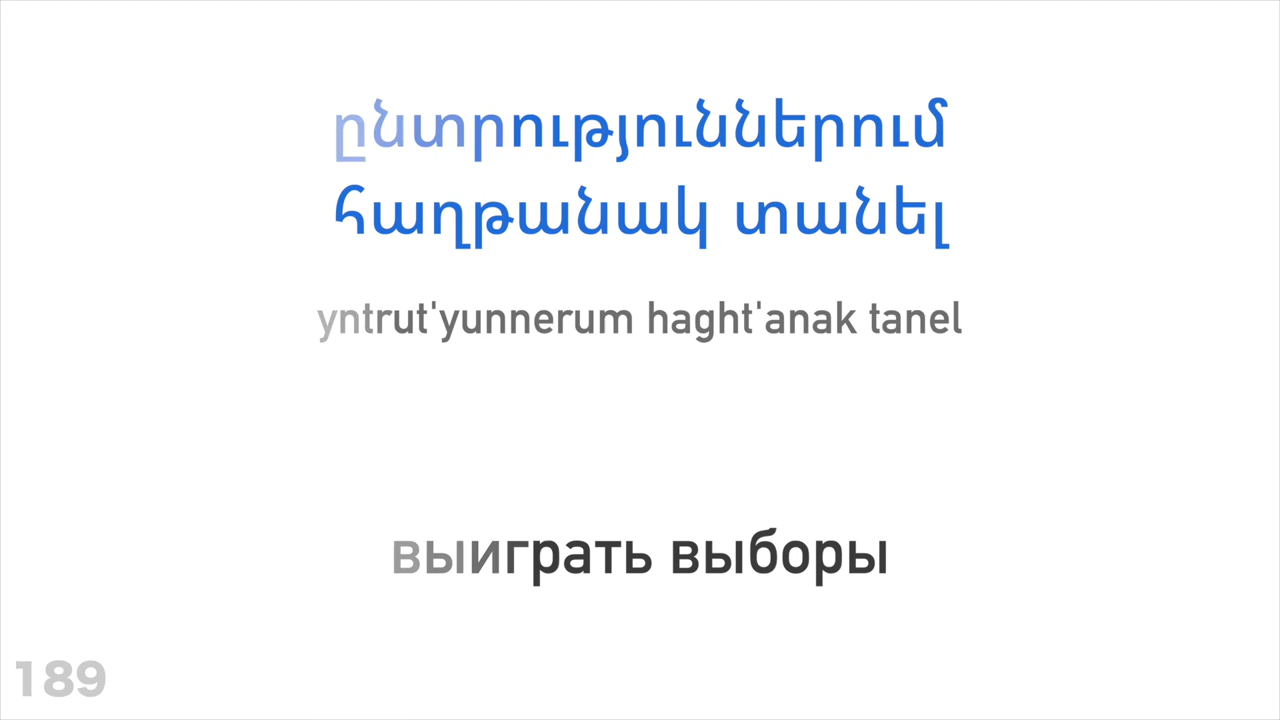 ընտրություններում
հաղթանակ տանել
yntrut'yunnerum haght'anak tanel
выиграть выборы
189